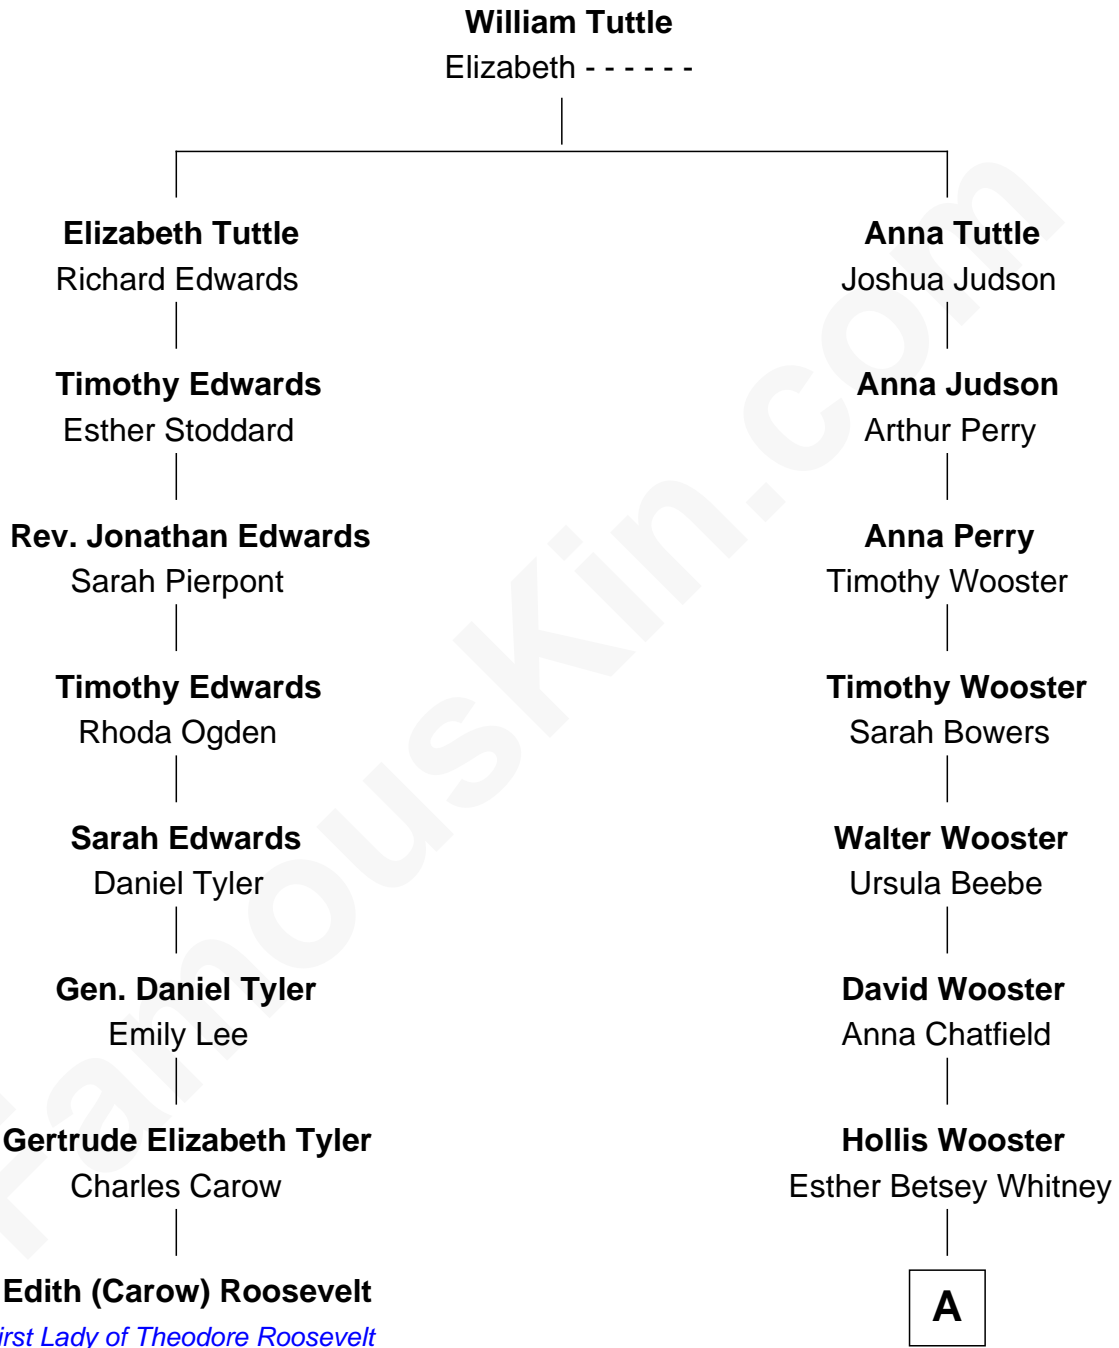 William Tuttle
Elizabeth - - - - - -
Elizabeth Tuttle
Richard Edwards
Anna Tuttle
Joshua Judson
Timothy Edwards
Esther Stoddard
Anna Judson
Arthur Perry
Rev. Jonathan Edwards
Sarah Pierpont
Anna Perry
Timothy Wooster
Timothy Edwards
Rhoda Ogden
Timothy Wooster
Sarah Bowers
Sarah Edwards
Daniel Tyler
Walter Wooster
Ursula Beebe
Gen. Daniel Tyler
Emily Lee
David Wooster
Anna Chatfield
Gertrude Elizabeth Tyler
Charles Carow
Hollis Wooster
Esther Betsey Whitney
Edith (Carow) Roosevelt
First Lady of Theodore Roosevelt
A
FamousKin.com